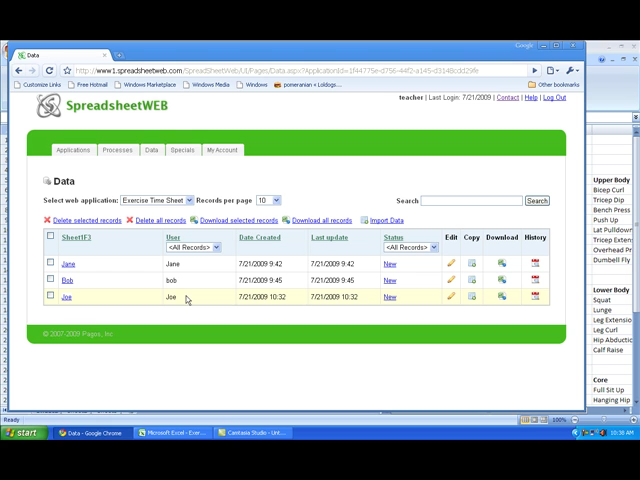 Google
Data
http://www1.spreadsheetweb.com/SpreadSheetWEB/UI/Pages/Data.aspx?ApplicationId=
Customize Links Free Hotmail Windows Marketplace Windows Media Windows pomeranian + Loldogs... Other bookmarks
SpreadsheetWEB
teacher | Last Login: 7/21/2009 | Contact | Help | Log Out
Applications Processes Data Specials My Account
Data
Select web application: Exercise Time Sheet Records per page 10 Search Search
Delete selected records Delete all records Download selected records Download all records Import Data
Sheet1F3 User Date Created Last update Status Edit Copy Download History
<All Records> <All Records>
Jane Jane 7/21/2009 9:42 7/21/2009 9:42 New
Bob bob 7/21/2009 9:45 7/21/2009 9:45 New
Joe Joe 7/21/2009 10:32 7/21/2009 10:32 New
© 2007-2009 Pagos, Inc
Upper Body
Bicep Curl
Tricep Dip
Bench Press
Push Up
Lat Pulldown
Tricep Exten
Overhead Pr
Dumbell Fly
Lower Body
Squat
Lunge
Leg Extensio
Leg Curl
Hip Abductio
Calf Raise
Core
Full Sit Up
Hanging Hip
Ready 100%
start Data - Google Chrome Microsoft Excel - Exer... Camtasia Studio - Unt... 10:38 AM